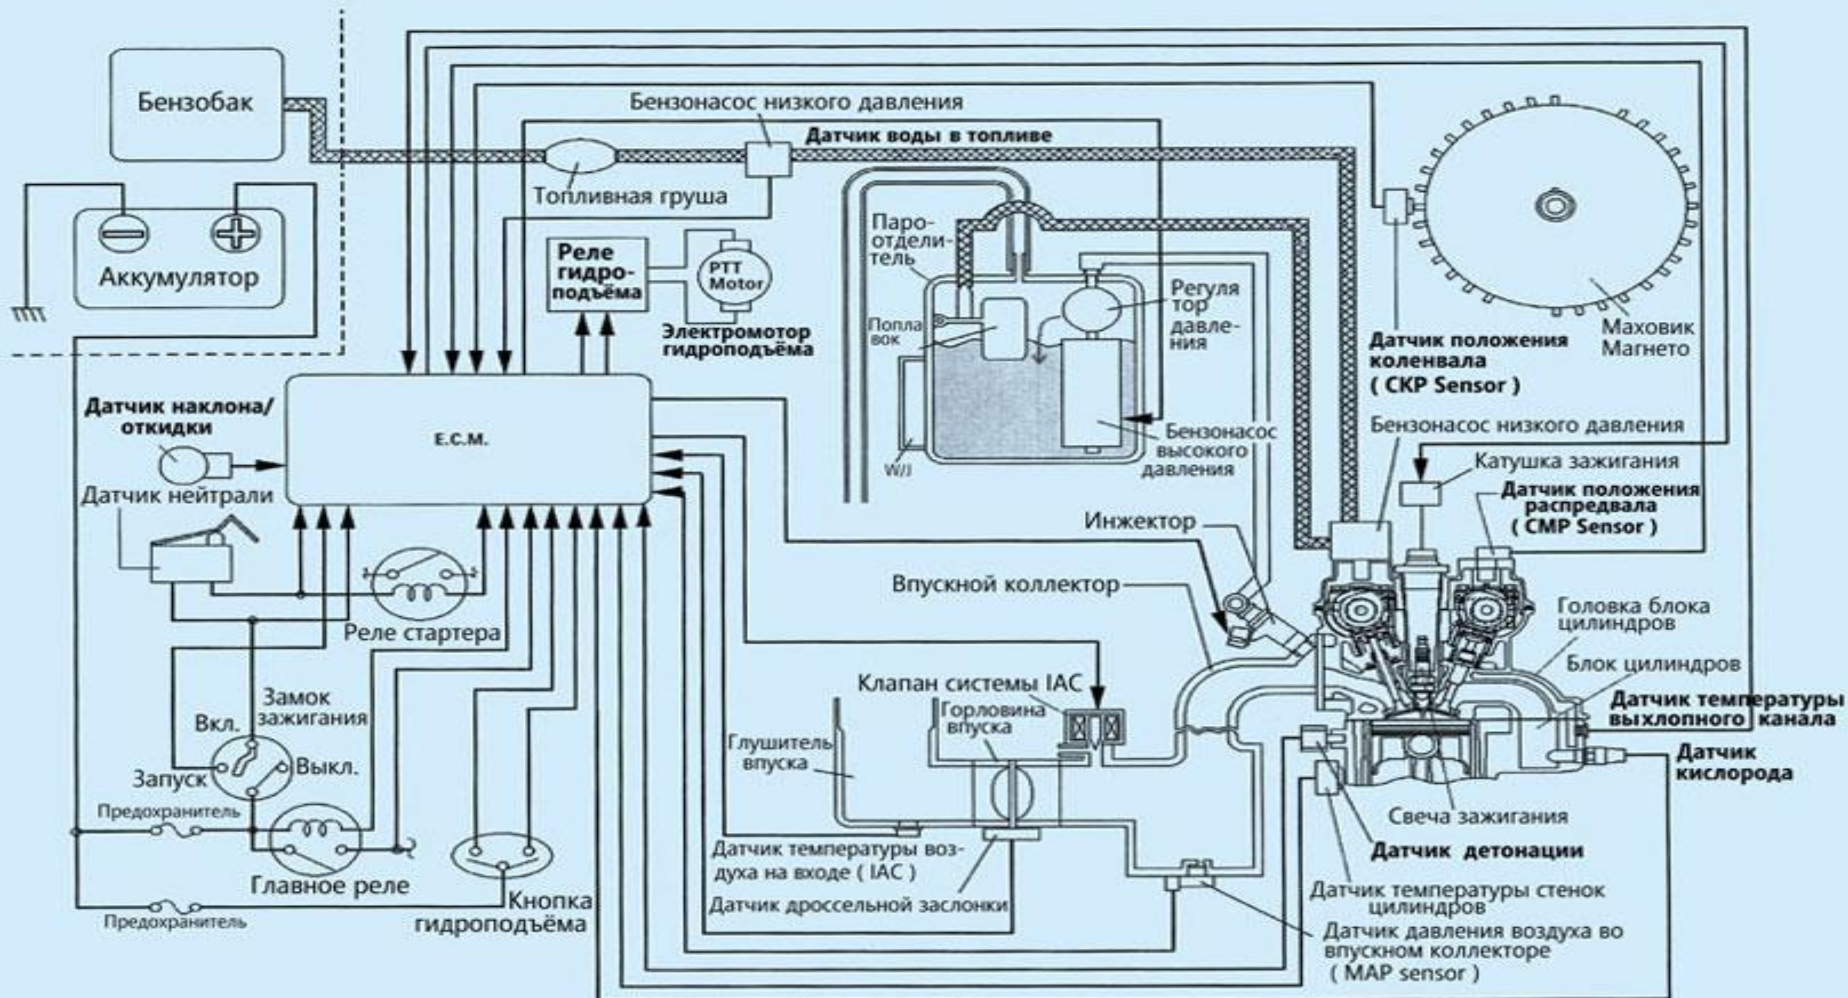 Бензобак
Бензонасос низкого давления
Датчик воды в топливе
Топливная груша
Аккумулятор
Реле
гидро-
подъёма
PTT
Motor
Электромотор
гидроподъёма
Паро-
отдели-
тель
Попла
вок
Регуля
тор
давле-
ния
W/J
Бензонасос
высокого
давления
Маховик
Магнето
Датчик положения
коленвала
( CKP Sensor )
Бензонасос низкого давления
Катушка зажигания
Датчик положения
распредвала
( CMP Sensor )
Датчик наклона/
откидки
E.C.M.
Датчик нейтрали
Реле стартера
Инжектор
Впускной коллектор
Головка блока
цилиндров
Блок цилиндров
Датчик температуры
выхлопного канала
Датчик
кислорода
Замок
зажигания
Вкл.
Запуск
Выкл.
Предохранитель
Главное реле
Предохранитель
Кнопка
гидроподъёма
Клапан системы IAC
Горловина
впуска
Глушитель
впуска
Датчик температуры воз-
духа на входе ( IAC )
Датчик дроссельной заслонки
Свеча зажигания
Датчик детонации
Датчик температуры стенок
цилиндров
Датчик давления воздуха во
впускном коллекторе
( MAP sensor )